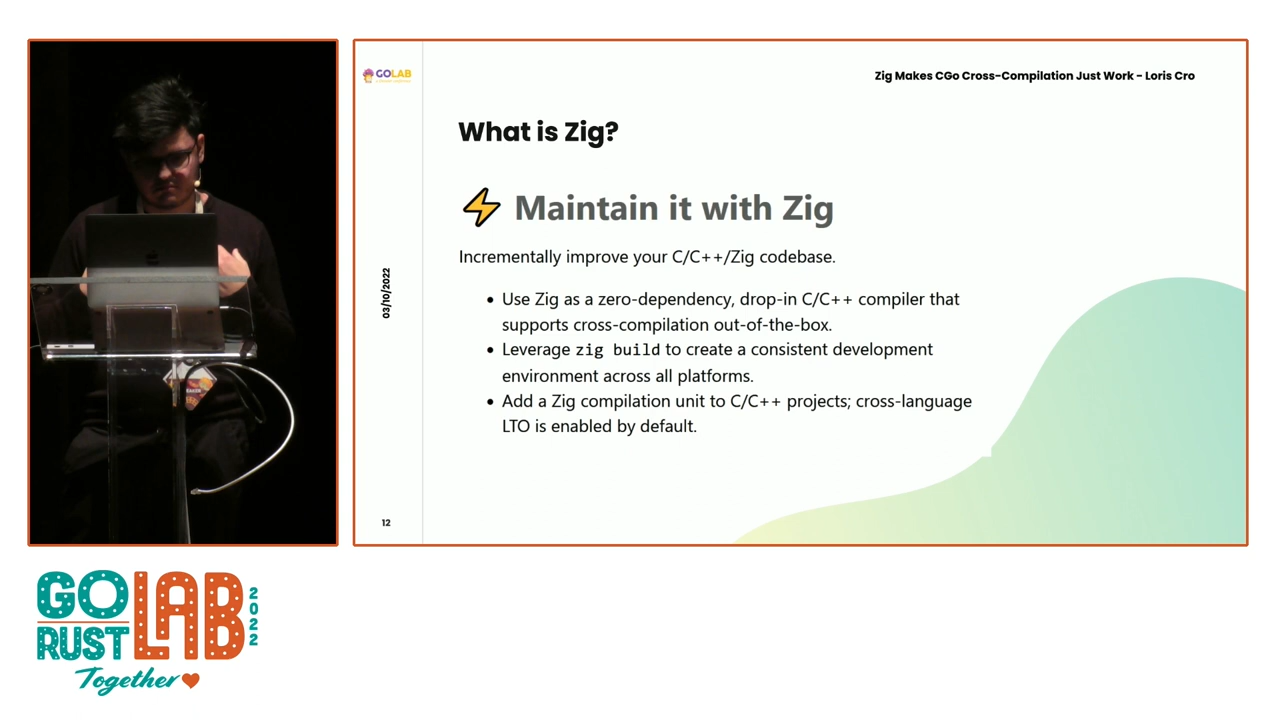 GOLAB
Zig Makes CGo Cross-Compilation Just Work - Loris Cro
What is Zig?
⚡ Maintain it with Zig
Incrementally improve your C/C++/Zig codebase.
• Use Zig as a zero-dependency, drop-in C/C++ compiler that
supports cross-compilation out-of-the-box.
• Leverage zig build to create a consistent development
environment across all platforms.
• Add a Zig compilation unit to C/C++ projects; cross-language
LTO is enabled by default.
03/10/2022
12
GO LAB 2022
RUST
Together